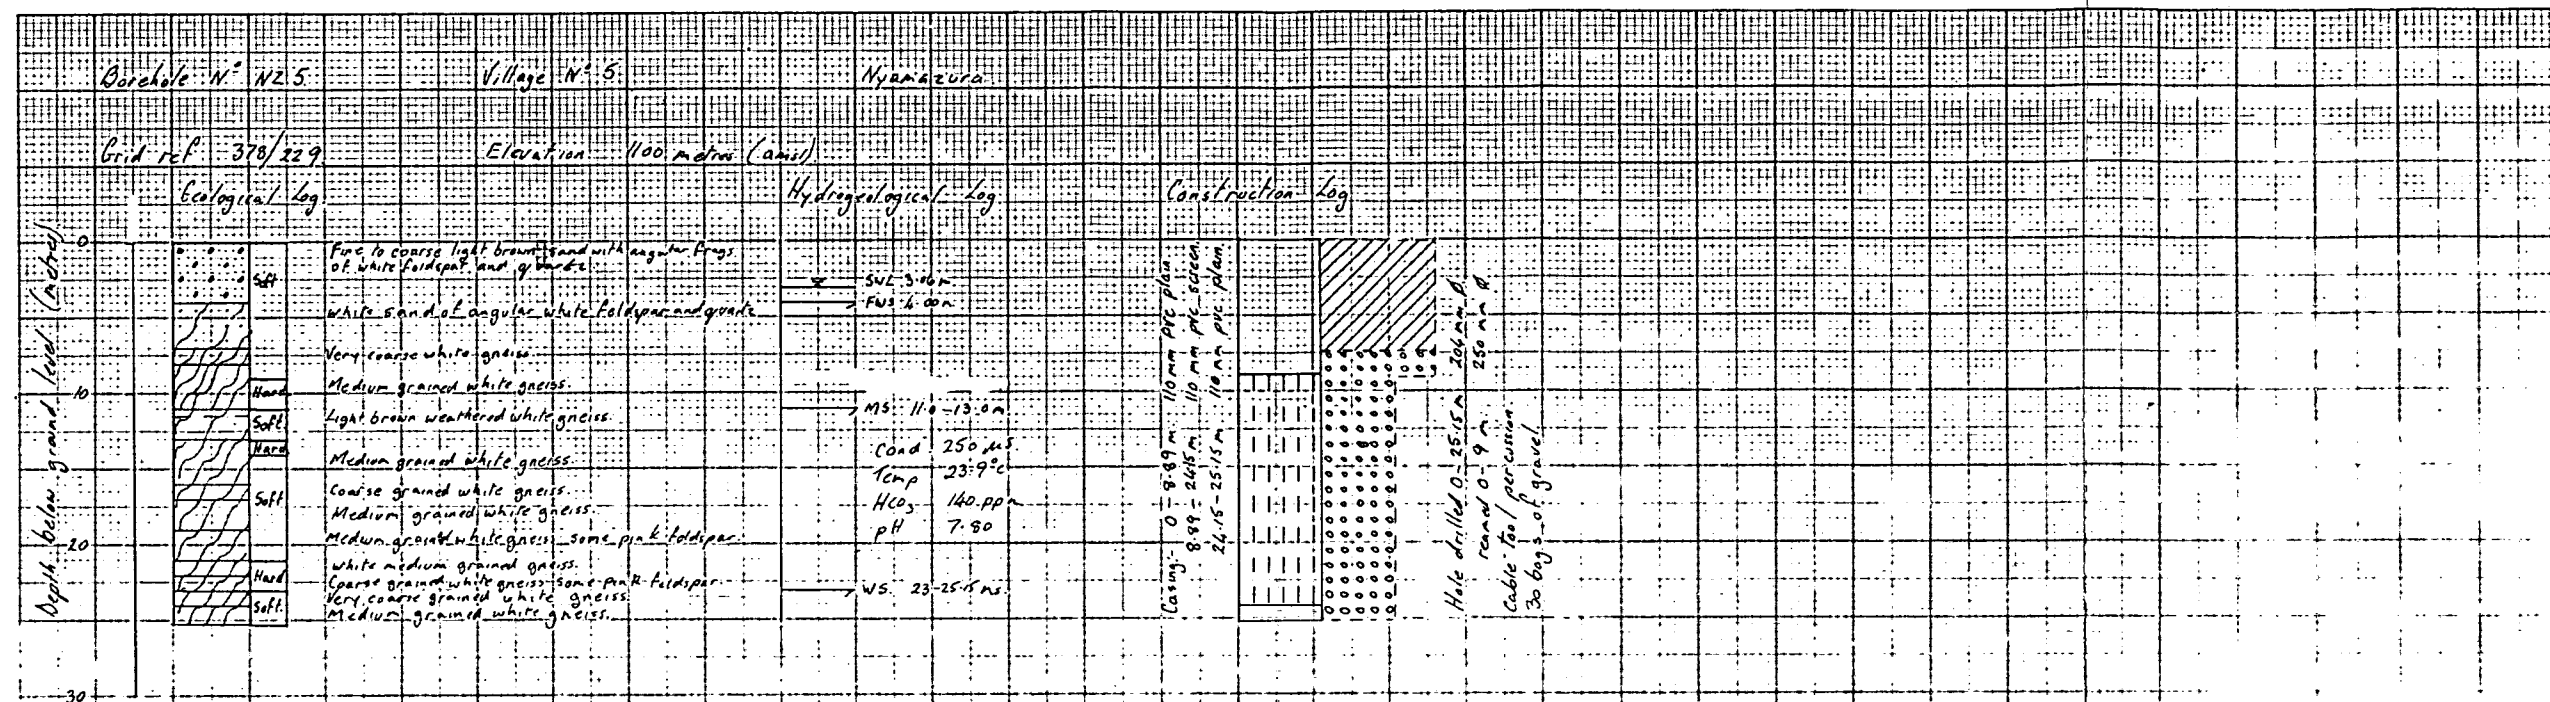 Borehole Nº NZ 5.
Village Nº 5.
Nyamazura.
Grid ref 378/229.
Elevation 1100 metres (amsl).
Geological Log.
Hydrogeological Log
Construction Log
Depth below ground level (metres)
0
10
20
30
Soft
Hard
Soft.
Hard
Soft
Hard
Soft.
Fine to coarse light brown sand with angular frags
of white feldspar and quartz
white sand of angular white feldspar and quartz
Very coarse white gneiss
Medium grained white gneiss.
Light brown weathered white gneiss.
Medium grained white gneiss.
Coarse grained white gneiss.
Medium grained white gneiss.
Medium grained white gneiss some pink feldspar.
white medium grained gneiss.
Coarse grained white gneiss some pink feldspar
Very coarse grained white gneiss.
Medium grained white gneiss.
SWL 3.06m
FWS 4.00m
MS. 11.0-13.0m
Cond 250 µs.
Temp 23.9°c
HCO3 140.ppm
pH 7.80
WS. 23-25.15 ms.
Casing:- 0-8.89 m. 110 mm pvc plain
8.89-24.15 m. 110 mm pvc screen.
24.15-25.15 m. 110 mm pvc plain.
Hole drilled 0-25.15 m 204 mm Ø.
reamed 0-9 m. 250 mm Ø
Cable tool percussion.
30 bags of gravel.